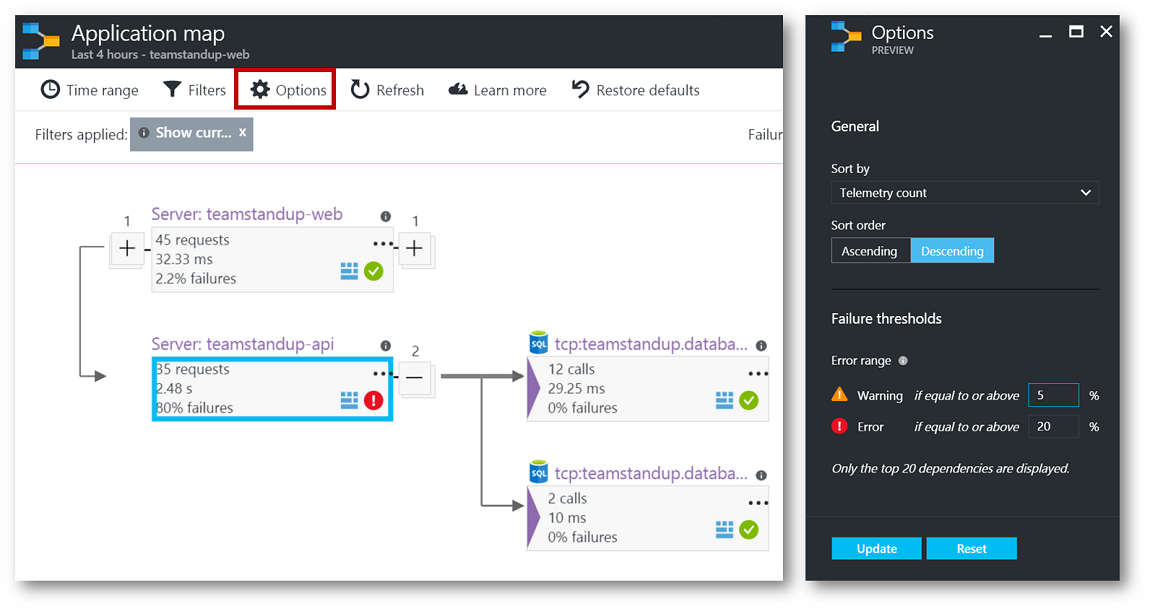 Application map
Last 4 hours - teamstandup-web
Time range
Filters
Options
Refresh
Learn more
Restore defaults
Filters applied:
Show curr... x
Failur
1
Server: teamstandup-web
1
45 requests
32.33 ms
2.2% failures
Server: teamstandup-api
2
35 requests
2.48 s
80% failures
SQL
tcp:teamstandup.databa...
12 calls
29.25 ms
0% failures
SQL
tcp:teamstandup.databa...
2 calls
10 ms
0% failures
Options
PREVIEW
General
Sort by
Telemetry count
Sort order
Ascending
Descending
Failure thresholds
Error range
Warning if equal to or above 5 %
Error if equal to or above 20 %
Only the top 20 dependencies are displayed.
Update
Reset